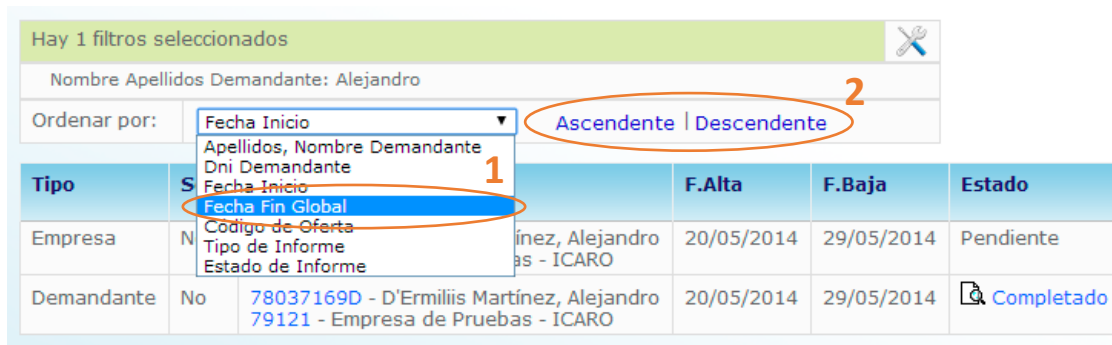 Hay 1 filtros seleccionados
Nombre Apellidos Demandante: Alejandro
2
Ordenar por: Fecha Inicio Ascendente | Descendente
Apellidos, Nombre Demandante
Dni Demandante
1
Fecha Inicio
Fecha Fin Global
Código de Oferta
Tipo de Informe
Estado de Informe
Tipo S F.Alta F.Baja Estado
Empresa N ínez, Alejandro 20/05/2014 29/05/2014 Pendiente
as - ICARO
Demandante No 78037169D - D'Ermiliis Martínez, Alejandro 20/05/2014 29/05/2014 Completado
79121 - Empresa de Pruebas - ICARO